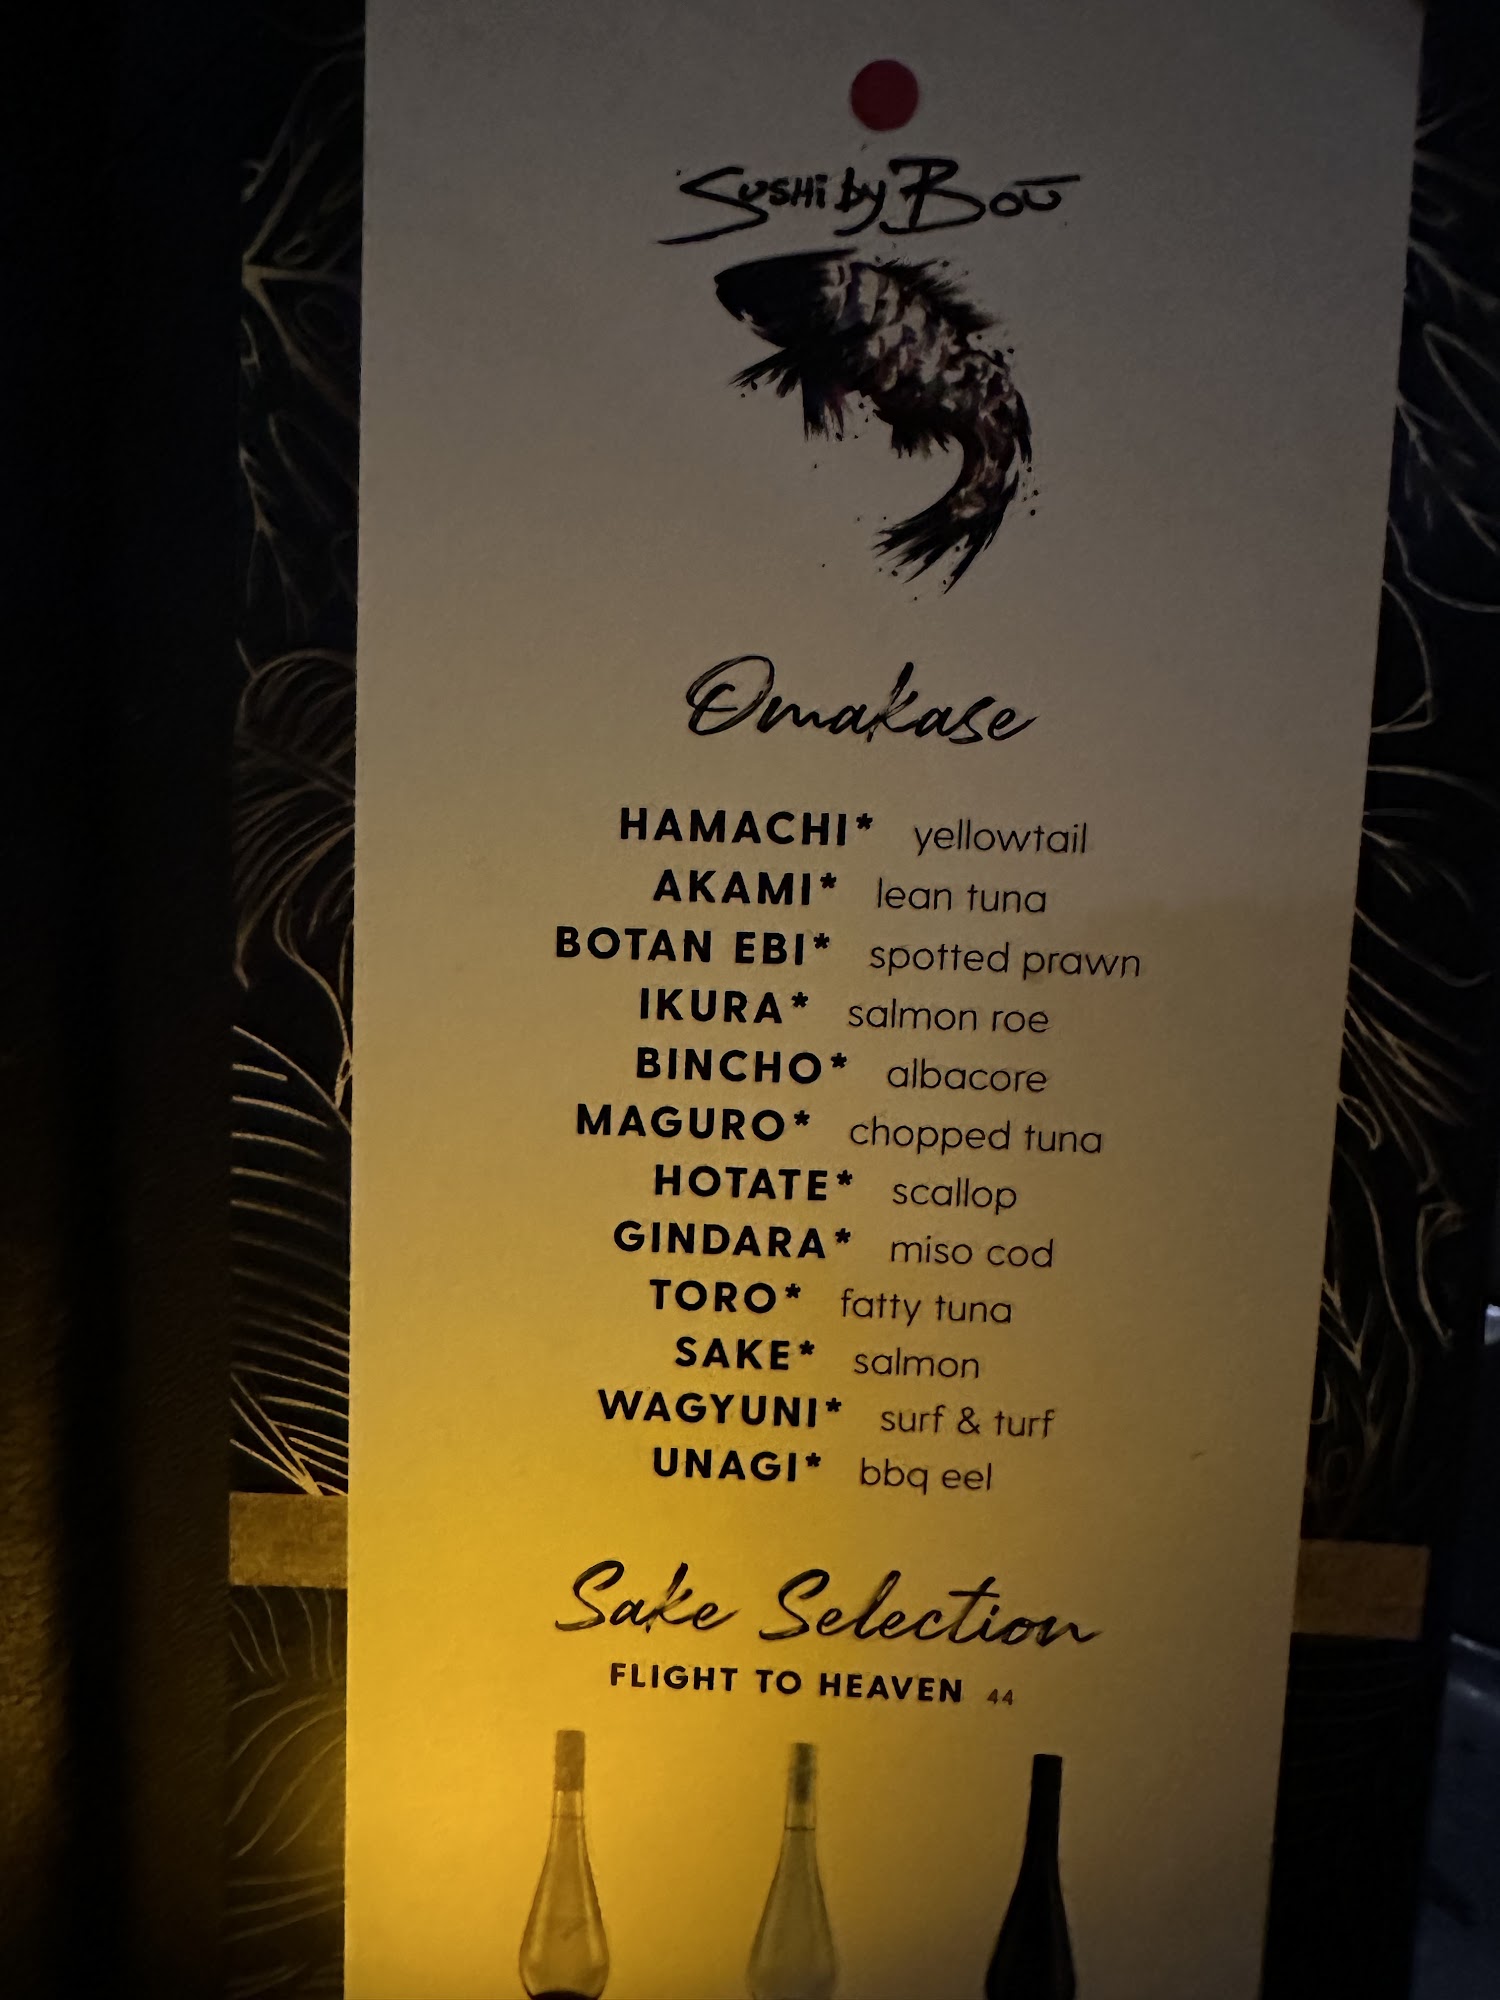 Sushi by Boū
Omakase
HAMACHI* yellowtail
AKAMI* lean tuna
BOTAN EBI* spotted prawn
IKURA* salmon roe
BINCHO* albacore
MAGURO* chopped tuna
HOTATE* scallop
GINDARA* miso cod
TORO* fatty tuna
SAKE* salmon
WAGYUNI* surf & turf
UNAGI* bbq eel
Sake Selection
FLIGHT TO HEAVEN 44